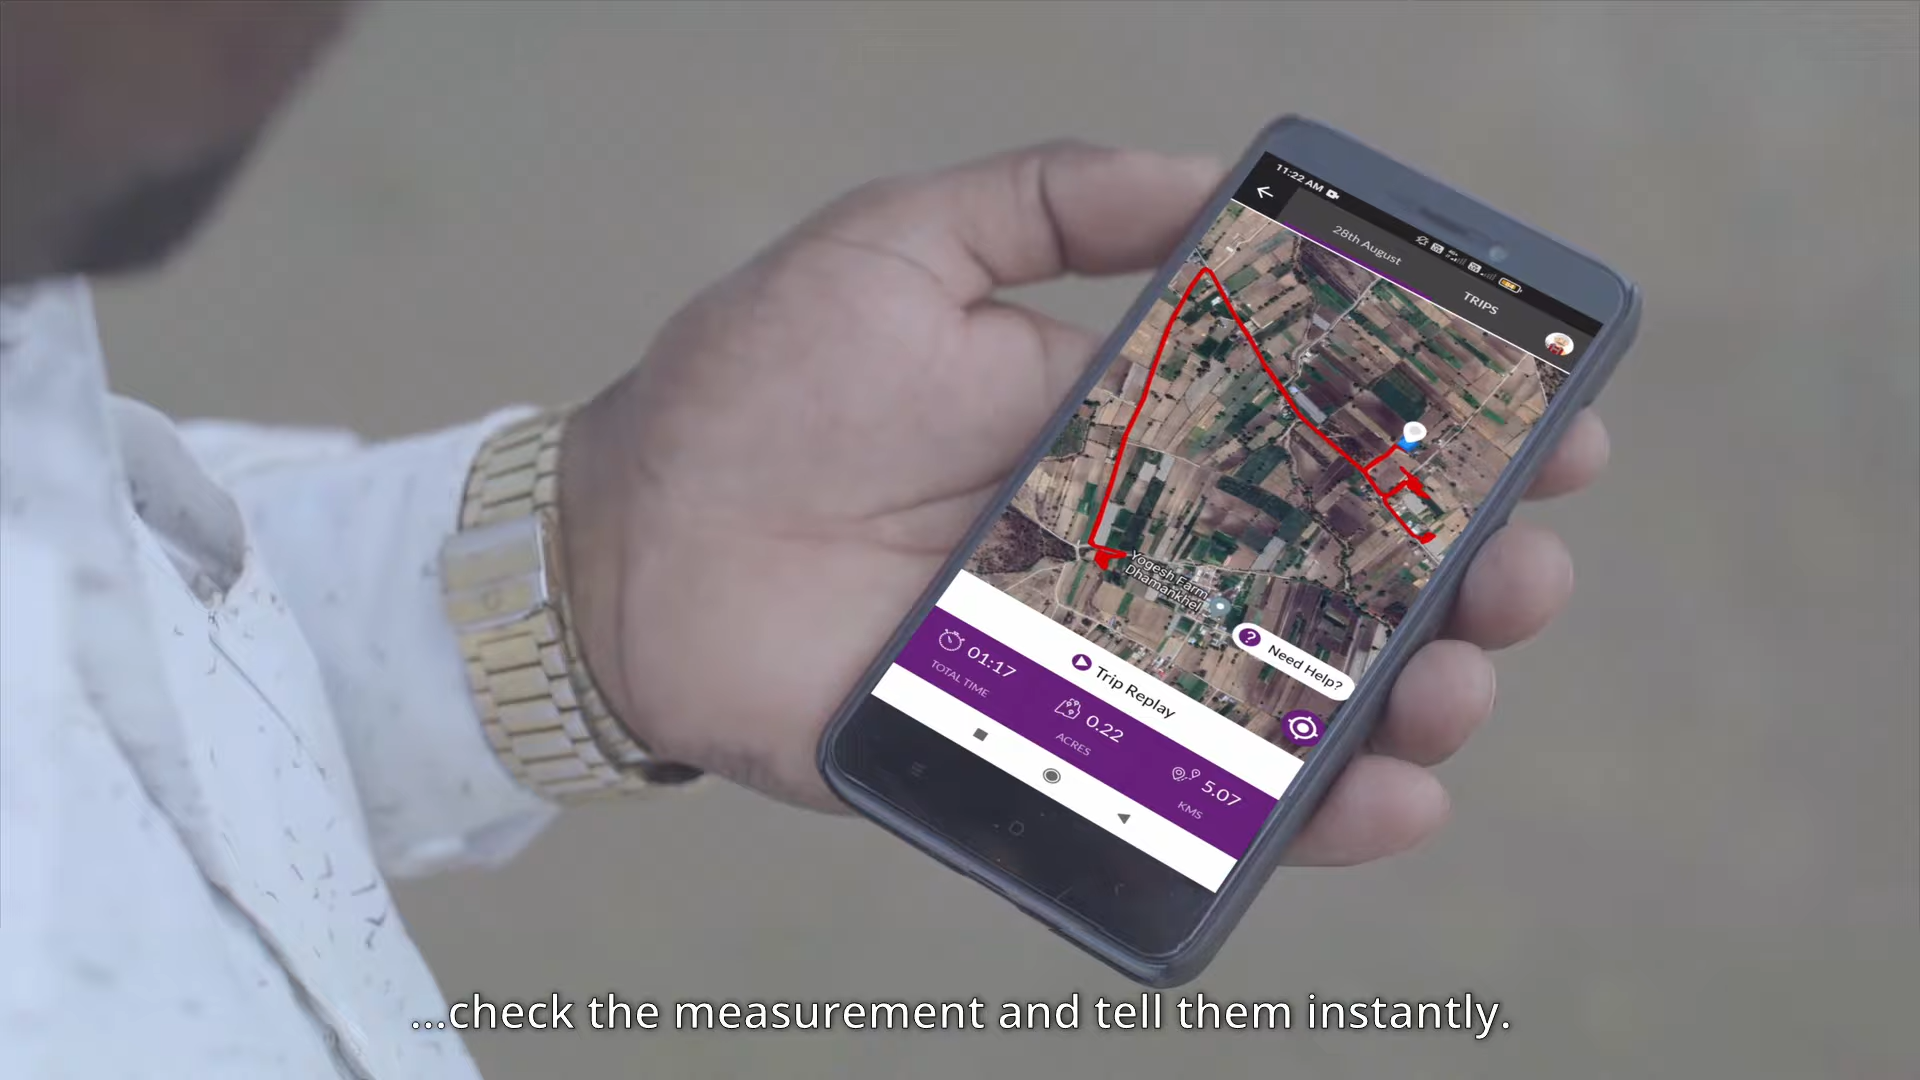 11:22 AM
28th August
TRIPS
Yogesh Farm
Dhamankhel
? Need Help?
Trip Replay
01:17
TOTAL TIME
0.22
ACRES
5.07
KMS
...check the measurement and tell them instantly.